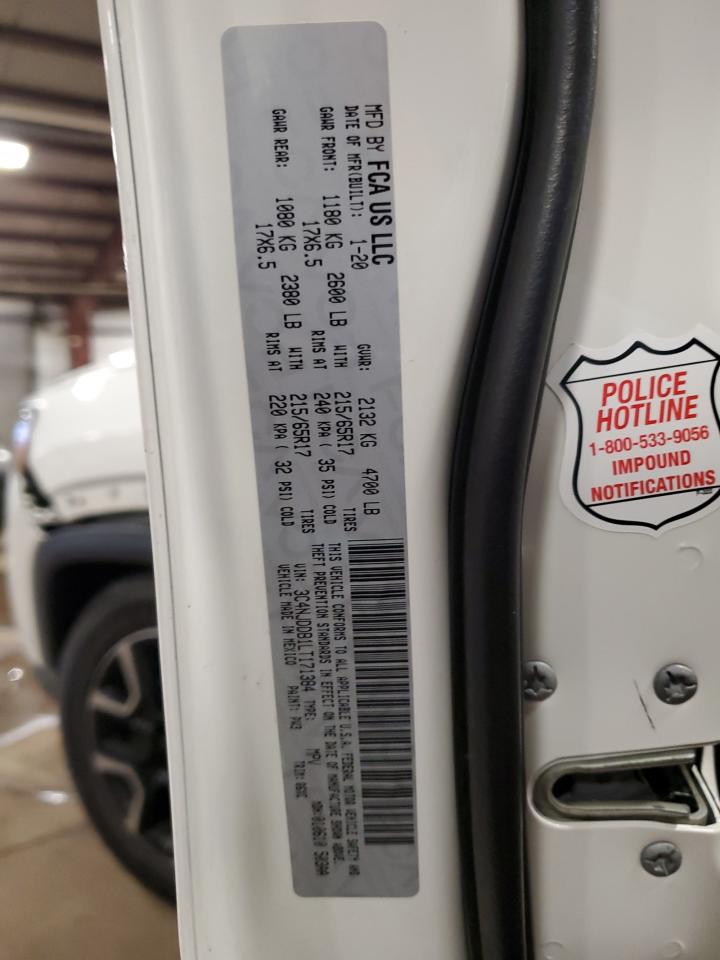 MFD BY FCA US LLC
DATE OF MFR(BUILT): 1-20 GVWR: 2132 KG 4700 LB
GAWR FRONT: 1180 KG 2600 LB WITH 215/65R17 TIRES
17X6.5 RIMS AT 240 KPA ( 35 PSI) COLD
GAWR REAR: 1080 KG 2380 LB WITH 215/65R17 TIRES
17X6.5 RIMS AT 220 KPA ( 32 PSI) COLD
THIS VEHICLE CONFORMS TO ALL APPLICABLE U.S.A. FEDERAL MOTOR VEHICLE SAFETY AND
THEFT PREVENTION STANDARDS IN EFFECT ON THE DATE OF MANUFACTURE SHOWN ABOVE.
VIN: 3C4NJDDB1LT171384 TYPE: MPV
VEHICLE MADE IN MEXICO PAINT: PW3
POLICE
HOTLINE
1-800-533-9056
IMPOUND
NOTIFICATIONS